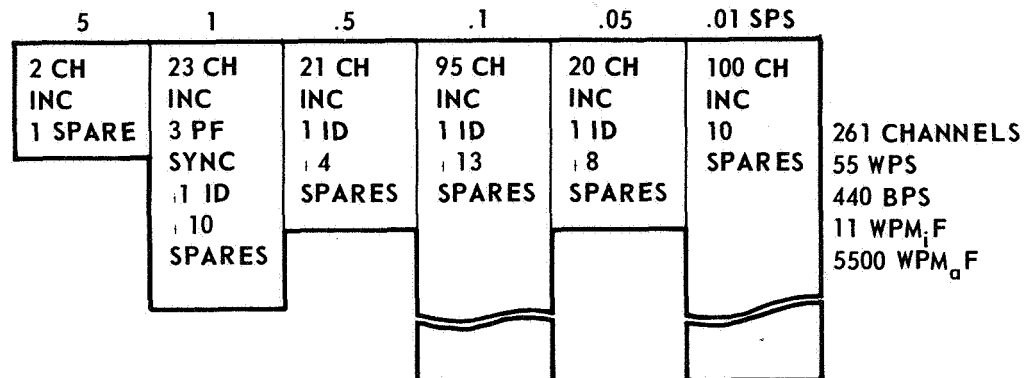 5 1 .5 .1 .05 .01 SPS
2 CH
INC
1 SPARE
23 CH
INC
3 PF
SYNC
+1 ID
+ 10
SPARES
21 CH
INC
1 ID
+ 4
SPARES
95 CH
INC
1 ID
+ 13
SPARES
20 CH
INC
1 ID
+ 8
SPARES
100 CH
INC
10
SPARES
261 CHANNELS
55 WPS
440 BPS
11 WPMiF
5500 WPMaF